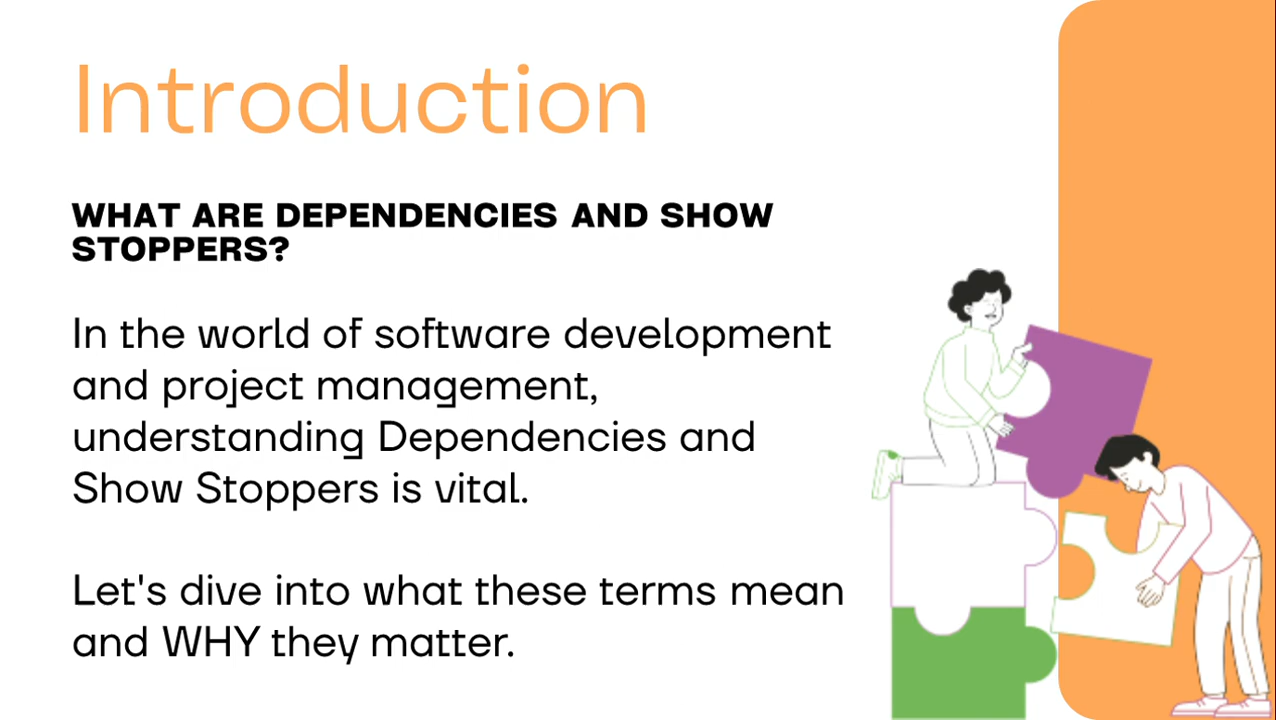 Introduction
WHAT ARE DEPENDENCIES AND SHOW
STOPPERS?
In the world of software development
and project management,
understanding Dependencies and
Show Stoppers is vital.
Let's dive into what these terms mean
and WHY they matter.